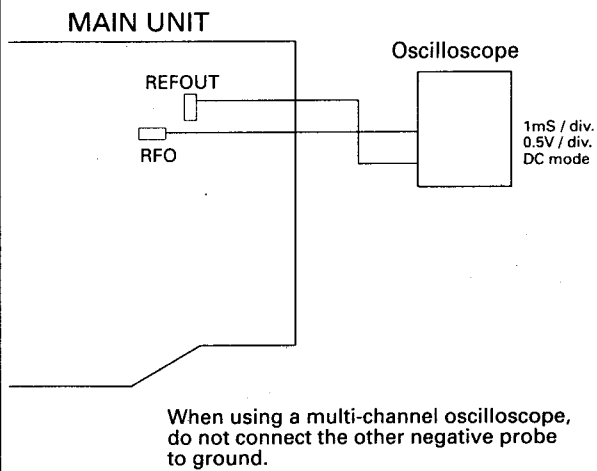 MAIN UNIT
Oscilloscope
REFOUT
RFO
1mS / div.
0.5V / div.
DC mode
When using a multi-channel oscilloscope,
do not connect the other negative probe
to ground.